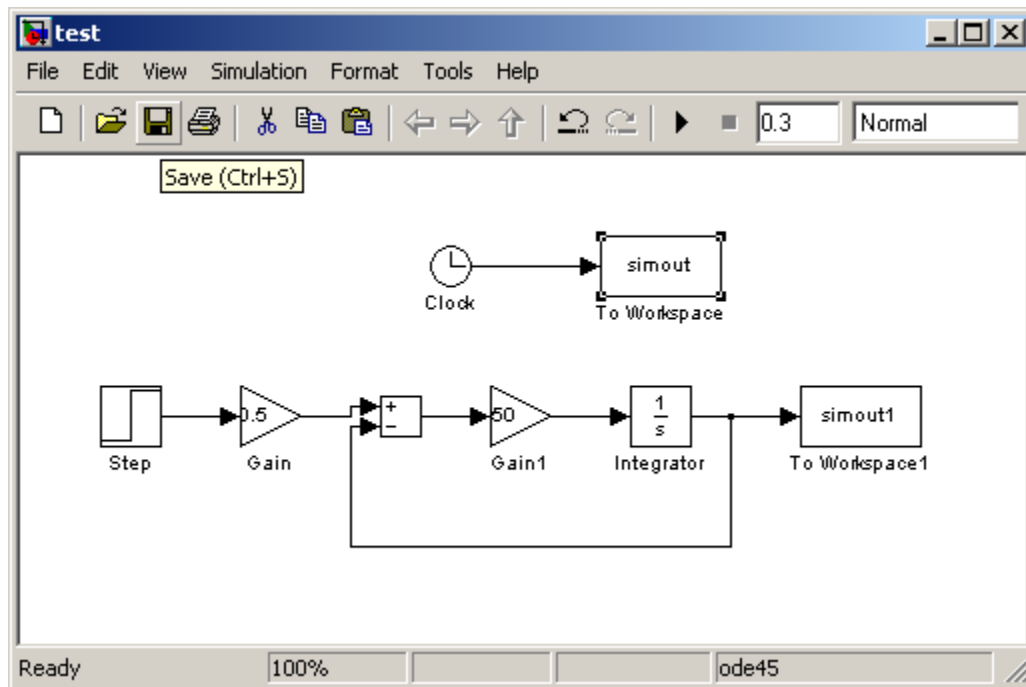 test
File Edit View Simulation Format Tools Help
0.3 Normal
Save (Ctrl+S)
simout
Clock
To Workspace
0.5 + − 50 1 s simout1
Step Gain Gain1 Integrator To Workspace1
Ready 100% ode45